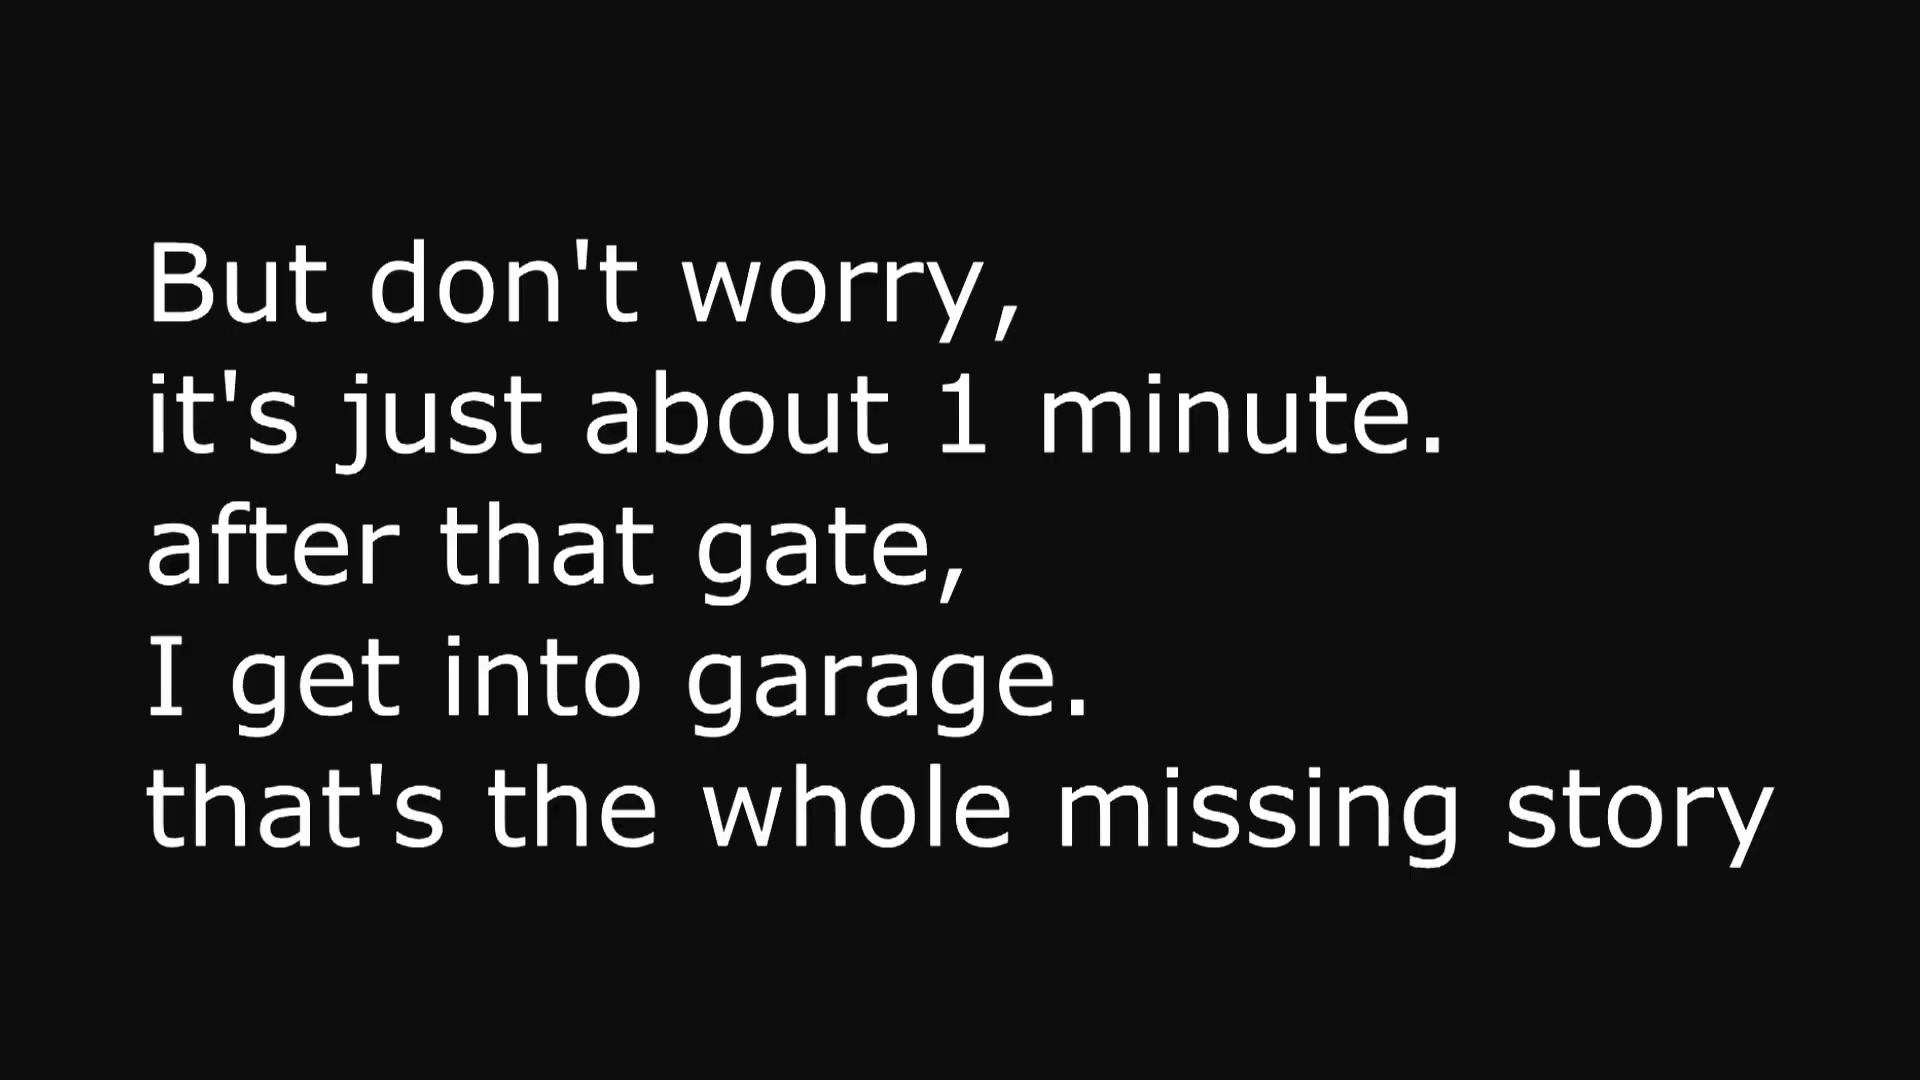 But don't worry,
it's just about 1 minute.
after that gate,
I get into garage.
that's the whole missing story